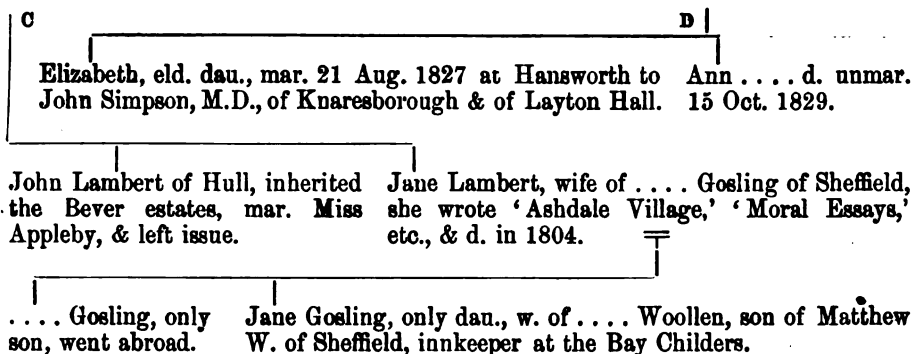 C D
Elizabeth, eld. dau., mar. 21 Aug. 1827 at Hansworth to
John Simpson, M.D., of Knaresborough & of Layton Hall.
Ann .... d. unmar.
15 Oct. 1829.
John Lambert of Hull, inherited
the Bever estates, mar. Miss
Appleby, & left issue.
Jane Lambert, wife of .... Gosling of Sheffield,
she wrote ‘Ashdale Village,’ ‘Moral Essays,’
etc., & d. in 1804.
.... Gosling, only
son, went abroad.
Jane Gosling, only dau., w. of .... Woollen, son of Matthew
W. of Sheffield, innkeeper at the Bay Childers.